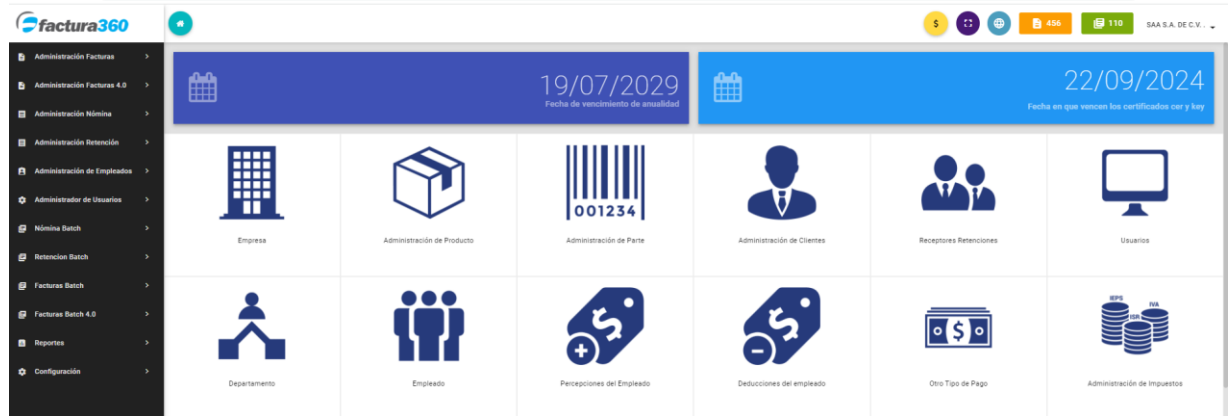 factura360
$
456
110
SAA S.A. DE C.V. .
Administración Facturas
Administración Facturas 4.0
Administración Nómina
Administración Retención
Administración de Empleados
Administrador de Usuarios
Nómina Batch
Retencion Batch
Facturas Batch
Facturas Batch 4.0
Reportes
Configuración
19/07/2029
Fecha de vencimiento de anualidad
22/09/2024
Fecha en que vencen los certificados cer y key
001234
Empresa
Administración de Producto
Administración de Parte
Administración de Clientes
Receptores Retenciones
Usuarios
$
$
$
IEPS
IVA
ISR
Departamento
Empleado
Percepciones del Empleado
Deducciones del empleado
Otro Tipo de Pago
Administración de Impuestos